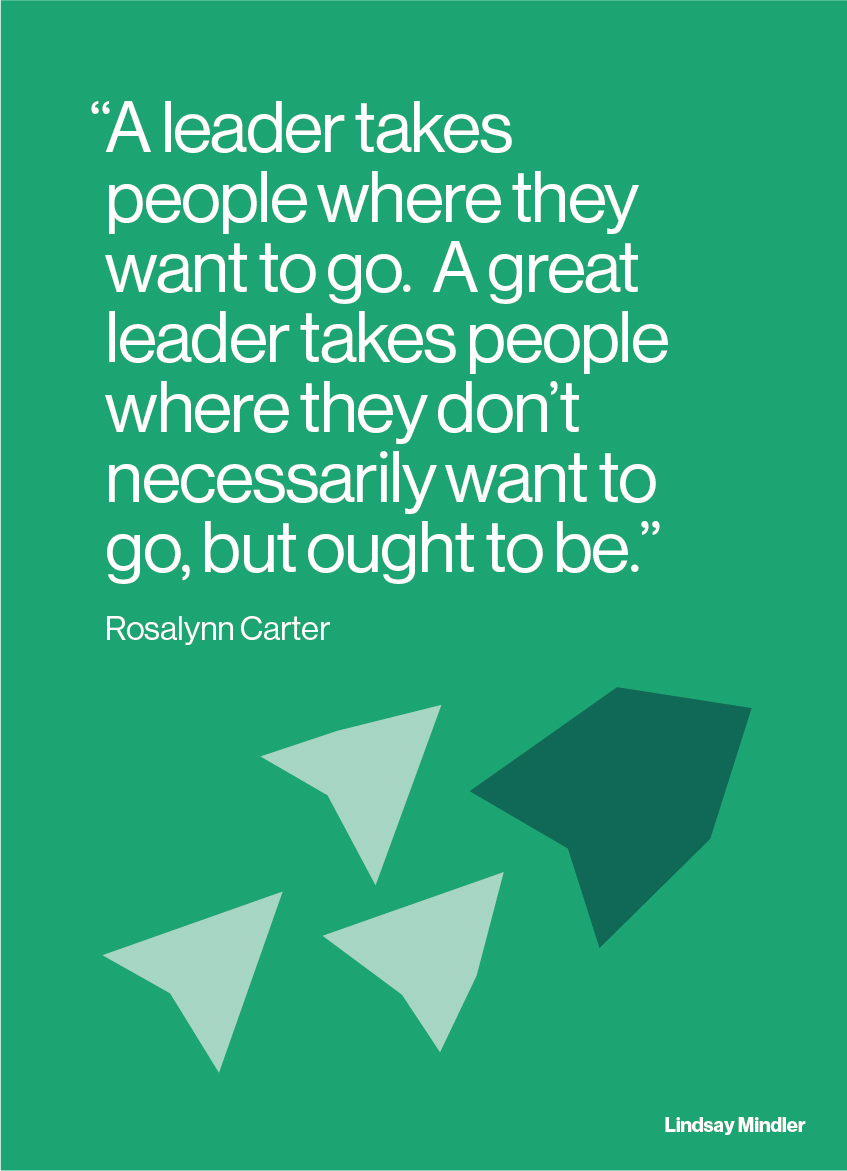 “A leader takes
people where they
want to go.  A great
leader takes people
where they don’t
necessarily want to
go, but ought to be.”
Rosalynn Carter
Lindsay Mindler